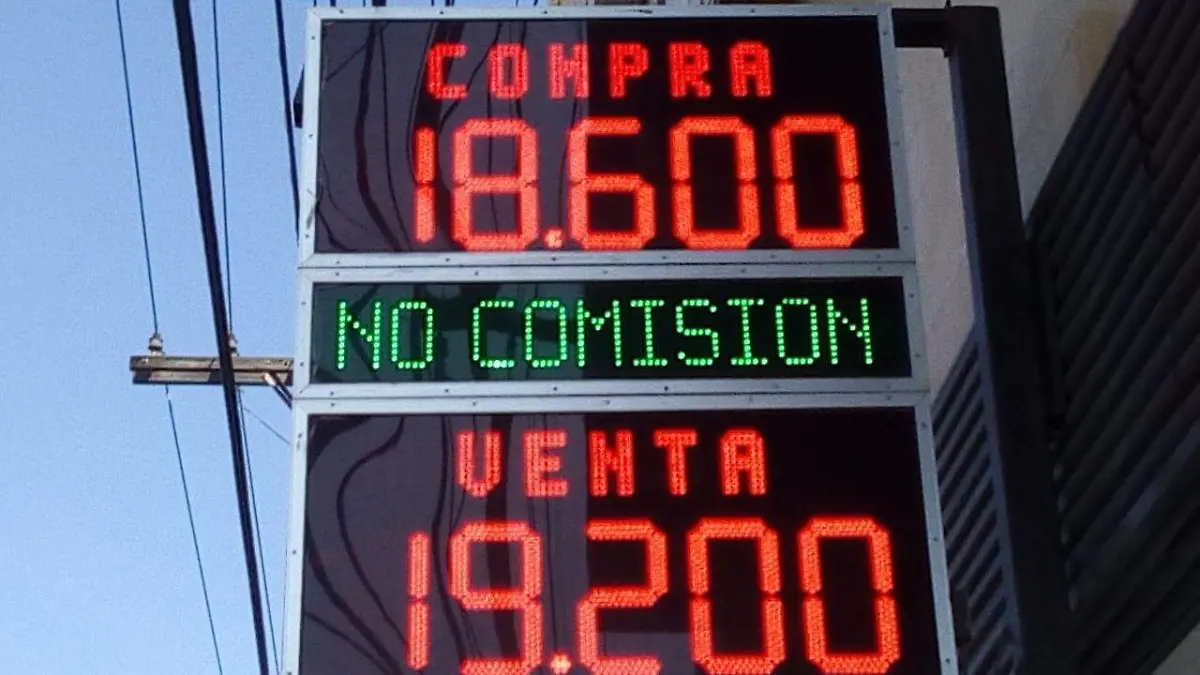 COMPRA
18.600
NO COMISION
VENTA
19.200